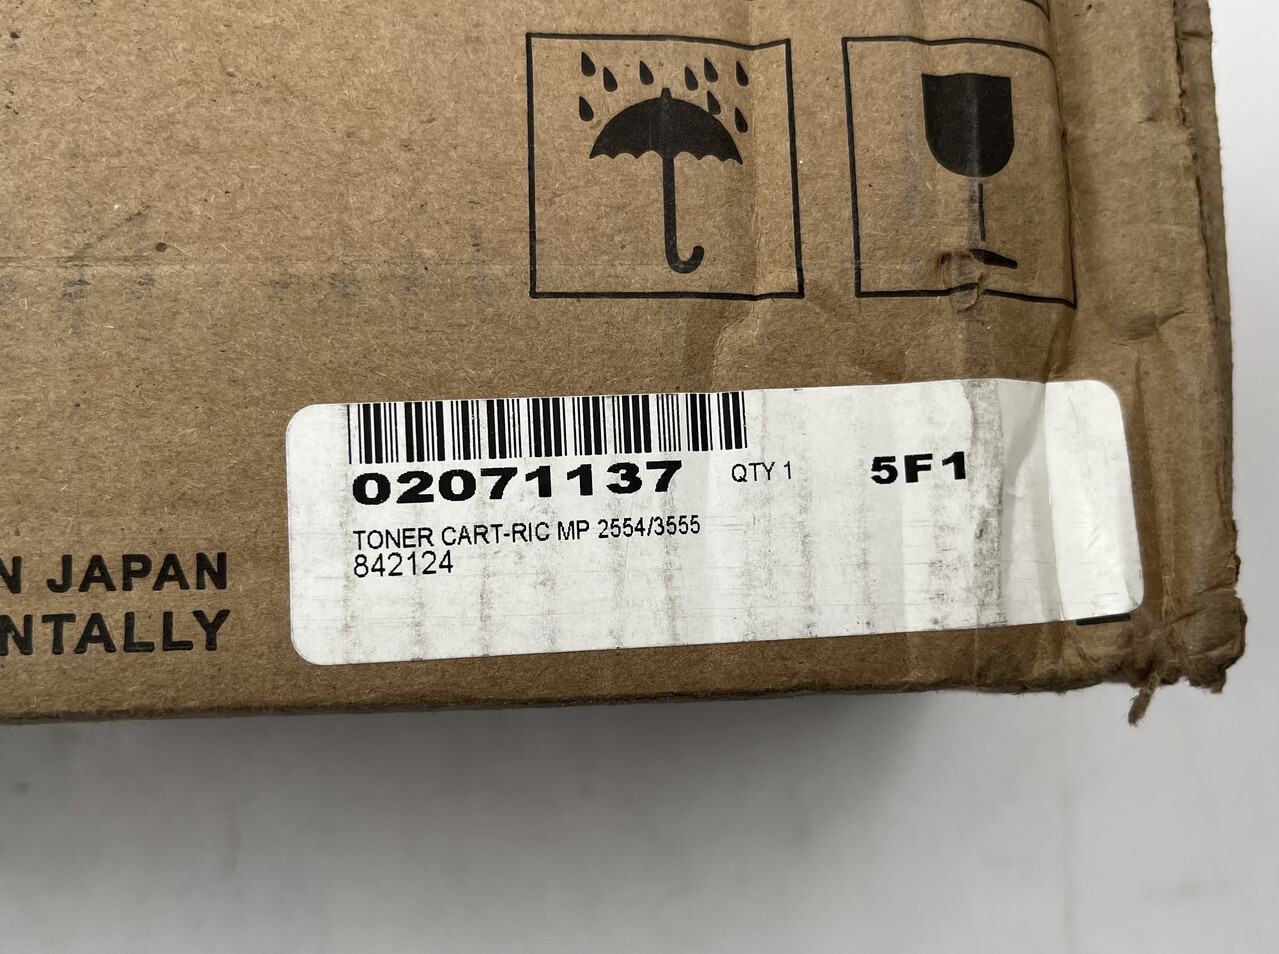 02071137 QTY 1 5F1
TONER CART-RIC MP 2554/3555
842124
N JAPAN
NTALLY